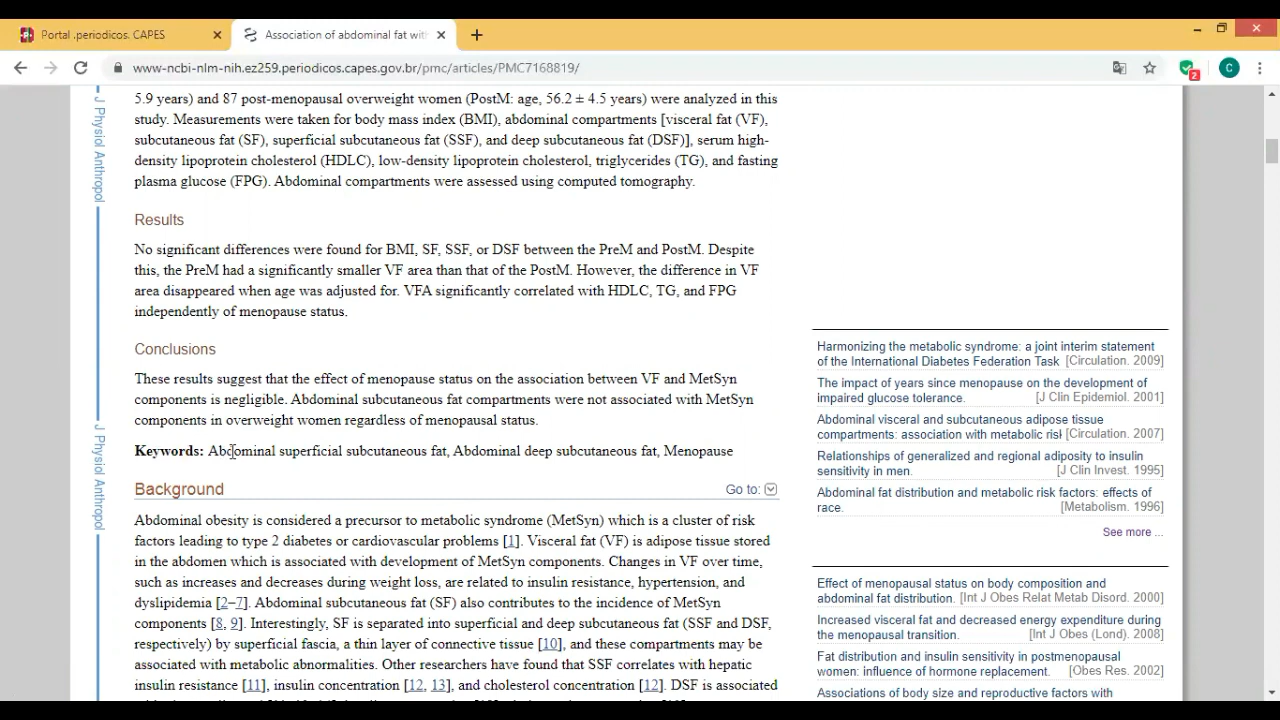 Portal .periodicos. CAPES
Association of abdominal fat with
www-ncbi-nlm-nih.ez259.periodicos.capes.gov.br/pmc/articles/PMC7168819/
2
C
J Physiol Anthropol
J Physiol Anthropol
5.9 years) and 87 post-menopausal overweight women (PostM: age, 56.2 ± 4.5 years) were analyzed in this
study. Measurements were taken for body mass index (BMI), abdominal compartments [visceral fat (VF),
subcutaneous fat (SF), superficial subcutaneous fat (SSF), and deep subcutaneous fat (DSF)], serum high-
density lipoprotein cholesterol (HDLC), low-density lipoprotein cholesterol, triglycerides (TG), and fasting
plasma glucose (FPG). Abdominal compartments were assessed using computed tomography.
Results
No significant differences were found for BMI, SF, SSF, or DSF between the PreM and PostM. Despite
this, the PreM had a significantly smaller VF area than that of the PostM. However, the difference in VF
area disappeared when age was adjusted for. VFA significantly correlated with HDLC, TG, and FPG
independently of menopause status.
Conclusions
These results suggest that the effect of menopause status on the association between VF and MetSyn
components is negligible. Abdominal subcutaneous fat compartments were not associated with MetSyn
components in overweight women regardless of menopausal status.
Keywords: Abdominal superficial subcutaneous fat, Abdominal deep subcutaneous fat, Menopause
Background
Go to:
Abdominal obesity is considered a precursor to metabolic syndrome (MetSyn) which is a cluster of risk
factors leading to type 2 diabetes or cardiovascular problems [1]. Visceral fat (VF) is adipose tissue stored
in the abdomen which is associated with development of MetSyn components. Changes in VF over time,
such as increases and decreases during weight loss, are related to insulin resistance, hypertension, and
dyslipidemia [2–7]. Abdominal subcutaneous fat (SF) also contributes to the incidence of MetSyn
components [8, 9]. Interestingly, SF is separated into superficial and deep subcutaneous fat (SSF and DSF,
respectively) by superficial fascia, a thin layer of connective tissue [10], and these compartments may be
associated with metabolic abnormalities. Other researchers have found that SSF correlates with hepatic
insulin resistance [11], insulin concentration [12, 13], and cholesterol concentration [12]. DSF is associated
Harmonizing the metabolic syndrome: a joint interim statement
of the International Diabetes Federation Task [Circulation. 2009]
The impact of years since menopause on the development of
impaired glucose tolerance. [J Clin Epidemiol. 2001]
Abdominal visceral and subcutaneous adipose tissue
compartments: association with metabolic risk [Circulation. 2007]
Relationships of generalized and regional adiposity to insulin
sensitivity in men. [J Clin Invest. 1995]
Abdominal fat distribution and metabolic risk factors: effects of
race. [Metabolism. 1996]
See more ...
Effect of menopausal status on body composition and
abdominal fat distribution. [Int J Obes Relat Metab Disord. 2000]
Increased visceral fat and decreased energy expenditure during
the menopausal transition. [Int J Obes (Lond). 2008]
Fat distribution and insulin sensitivity in postmenopausal
women: influence of hormone replacement. [Obes Res. 2002]
Associations of body size and reproductive factors with